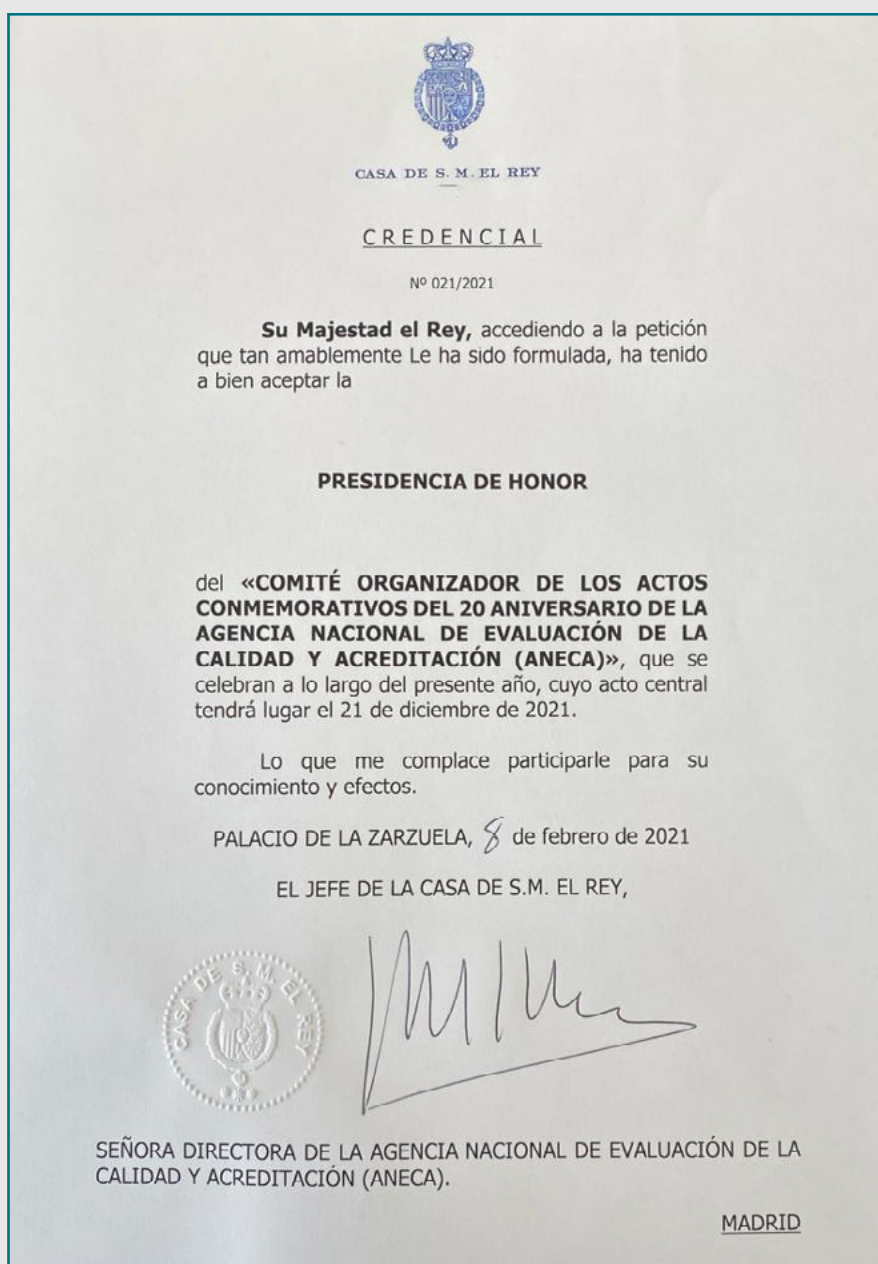 CASA DE S. M. EL REY
CREDENCIAL
Nº 021/2021
Su Majestad el Rey, accediendo a la petición
que tan amablemente Le ha sido formulada, ha tenido
a bien aceptar la
PRESIDENCIA DE HONOR
del «COMITÉ ORGANIZADOR DE LOS ACTOS
CONMEMORATIVOS DEL 20 ANIVERSARIO DE LA
AGENCIA NACIONAL DE EVALUACIÓN DE LA
CALIDAD Y ACREDITACIÓN (ANECA)», que se
celebran a lo largo del presente año, cuyo acto central
tendrá lugar el 21 de diciembre de 2021.
Lo que me complace participarle para su
conocimiento y efectos.
PALACIO DE LA ZARZUELA, 8 de febrero de 2021
EL JEFE DE LA CASA DE S.M. EL REY,
CASA DE S. M. EL REY
SEÑORA DIRECTORA DE LA AGENCIA NACIONAL DE EVALUACIÓN DE LA
CALIDAD Y ACREDITACIÓN (ANECA).
MADRID